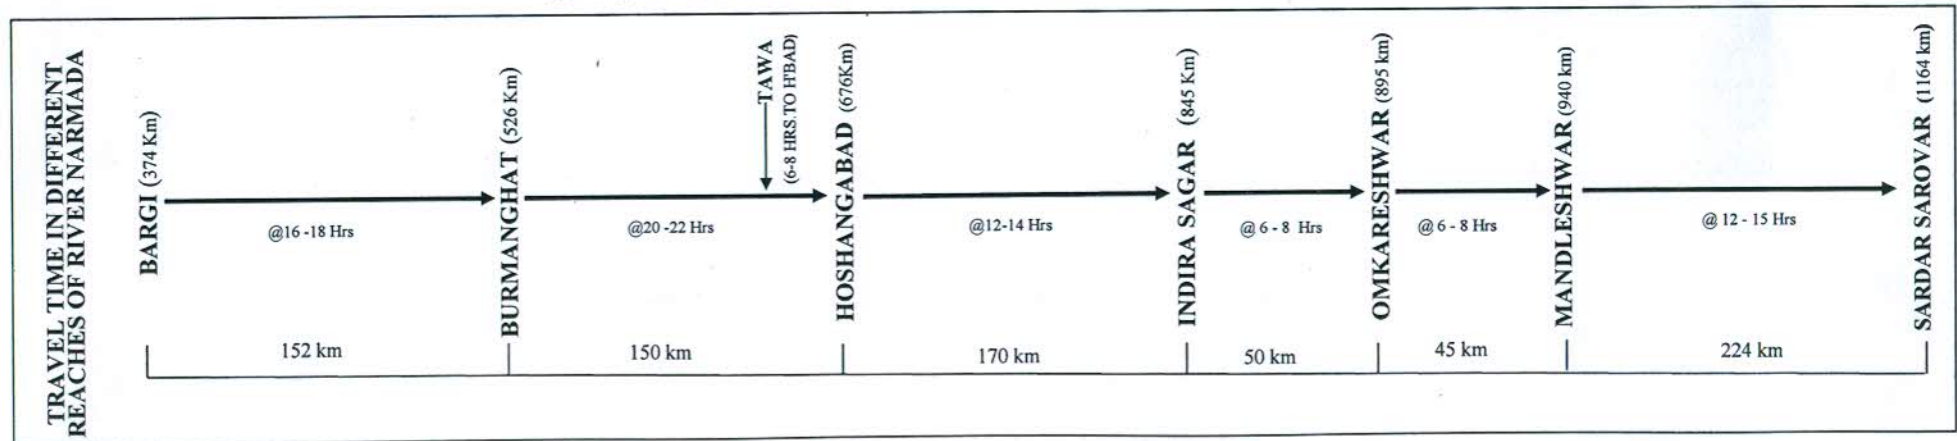 TRAVEL TIME IN DIFFERENT
REACHES OF RIVER NARMADA
BARGI (374 Km)
BURMANGHAT (526 Km)
TAWA
(6-8 HRS.TO H'BAD)
HOSHANGABAD (676Km)
INDIRA SAGAR (845 Km)
OMKARESHWAR (895 km)
MANDLESHWAR (940 km)
SARDAR SAROVAR (1164 km)
@16 -18 Hrs
@20 -22 Hrs
@12-14 Hrs
@ 6 - 8 Hrs
@ 6 - 8 Hrs
@ 12 - 15 Hrs
152 km
150 km
170 km
50 km
45 km
224 km